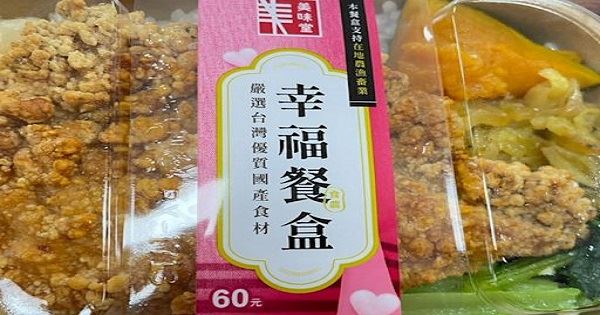 美味堂
本餐盒支持在地農漁畜業
幸福餐盒
嚴選台灣優質國產食材
60元